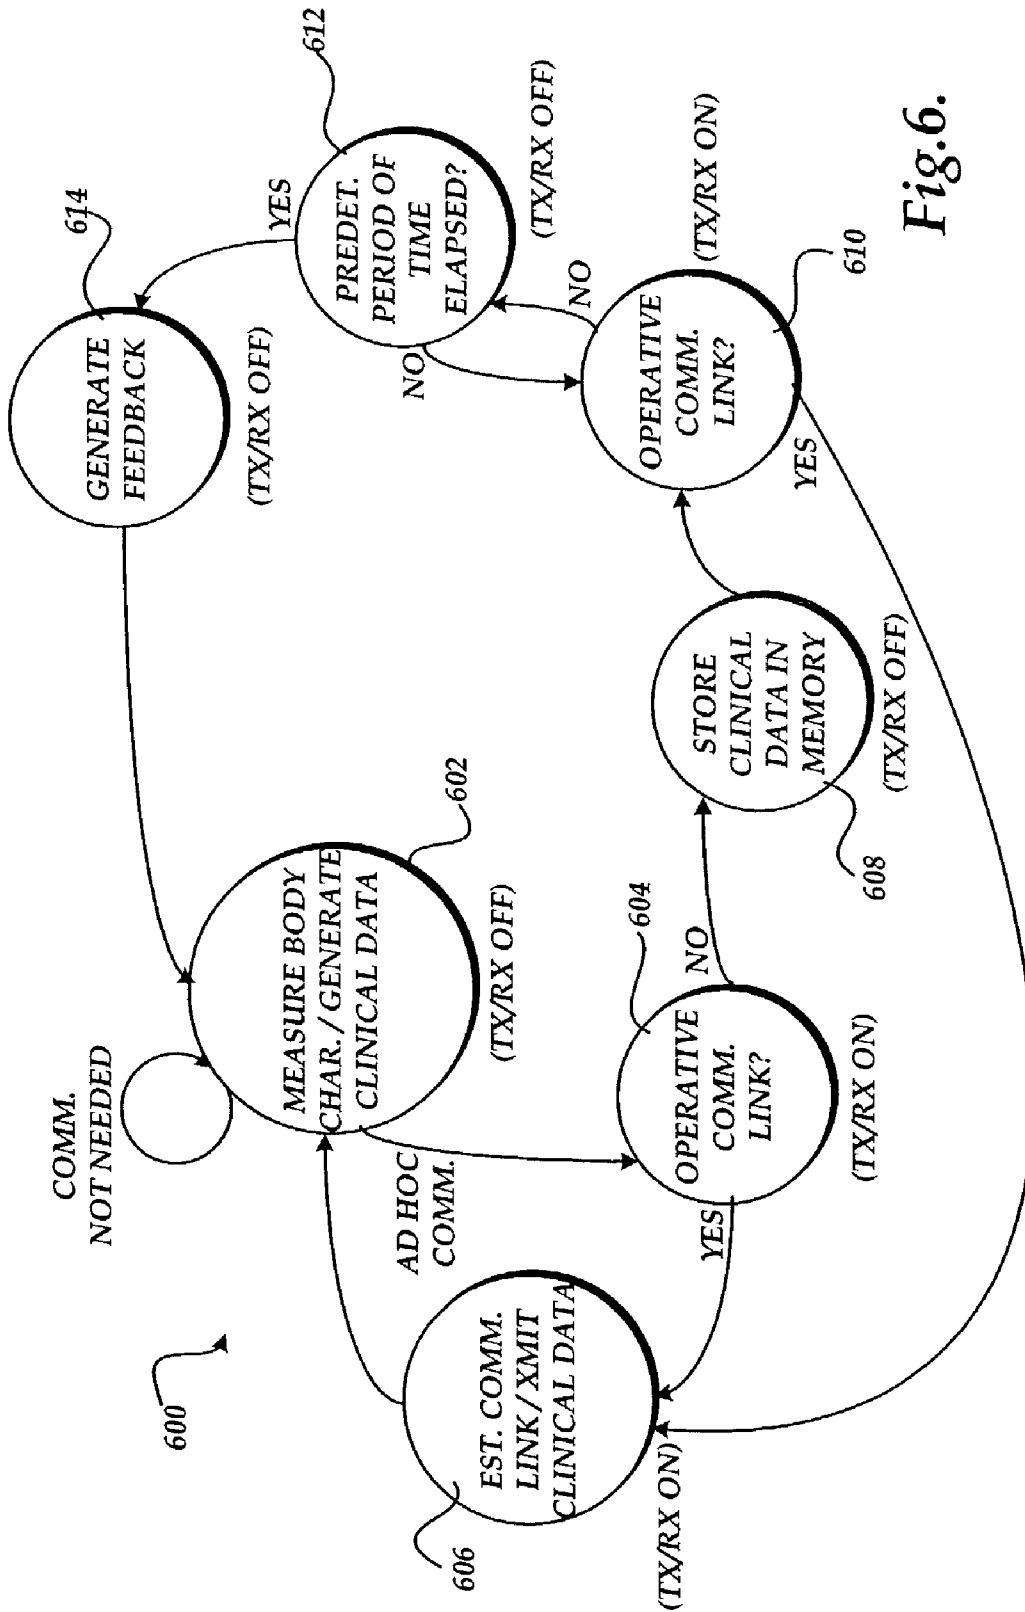 600
COMM.
NOT NEEDED
MEASURE BODY
CHAR. / GENERATE
CLINICAL DATA
602
(TX/RX OFF)
AD HOC
COMM.
EST. COMM.
LINK / XMIT
CLINICAL DATA
606
(TX/RX ON)
OPERATIVE
COMM.
LINK?
604
(TX/RX ON)
YES
NO
STORE
CLINICAL
DATA IN
MEMORY
608
(TX/RX OFF)
OPERATIVE
COMM.
LINK?
610
(TX/RX ON)
YES
NO
NO
PREDET.
PERIOD OF
TIME
ELAPSED?
612
(TX/RX OFF)
YES
GENERATE
FEEDBACK
614
(TX/RX OFF)
Fig.6.